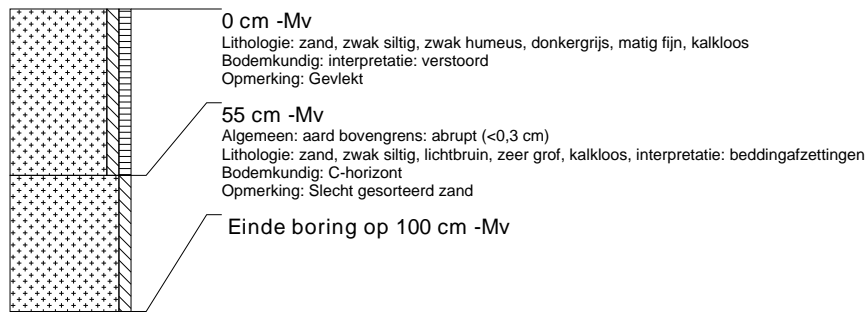 0 cm -Mv
Lithologie: zand, zwak siltig, zwak humeus, donkergrijs, matig fijn, kalkloos
Bodemkundig: interpretatie: verstoord
Opmerking: Gevlekt
55 cm -Mv
Algemeen: aard bovengrens: abrupt (<0,3 cm)
Lithologie: zand, zwak siltig, lichtbruin, zeer grof, kalkloos, interpretatie: beddingafzettingen
Bodemkundig: C-horizont
Opmerking: Slecht gesorteerd zand
Einde boring op 100 cm -Mv